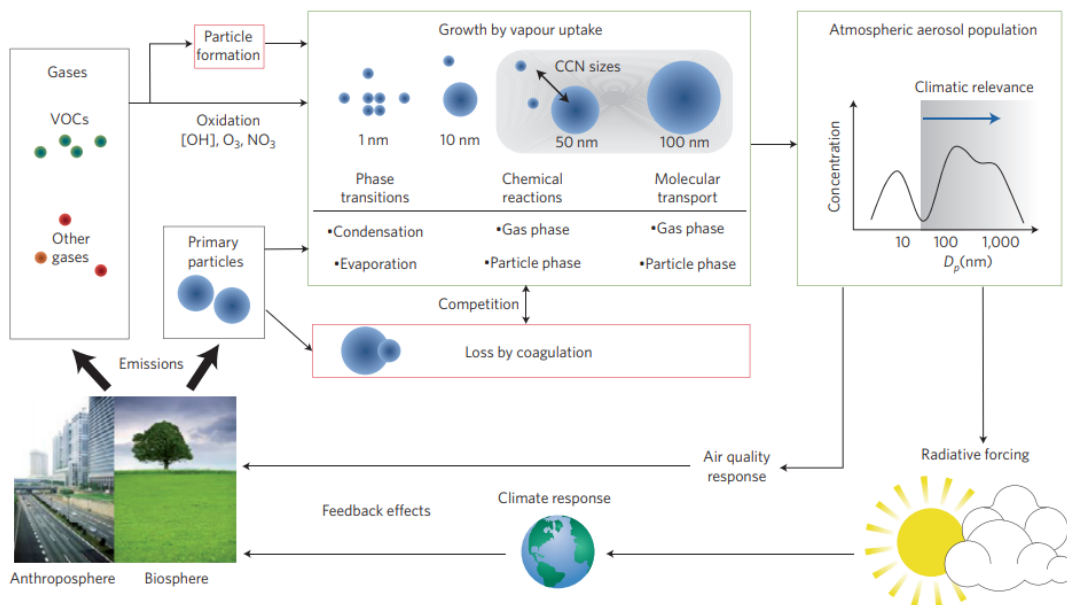 Gases
VOCs
Other
gases
Particle
formation
Oxidation
[OH], O₃, NO₃
Primary
particles
Emissions
Anthroposphere
Biosphere
Growth by vapour uptake
CCN sizes
1 nm
10 nm
50 nm
100 nm
Phase
transitions
Chemical
reactions
Molecular
transport
•Condensation
•Gas phase
•Gas phase
•Evaporation
•Particle phase
•Particle phase
Competition
Loss by coagulation
Atmospheric aerosol population
Climatic relevance
Concentration
10
100
1,000
Dₚ(nm)
Air quality
response
Radiative forcing
Climate response
Feedback effects